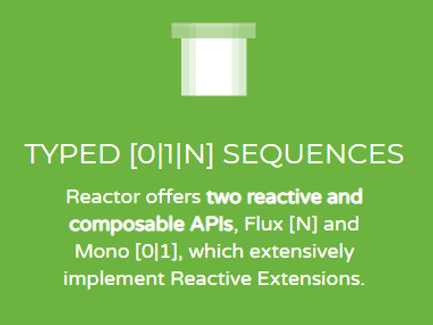 TYPED [0|1|N] SEQUENCES
Reactor offers two reactive and
composable APIs, Flux [N] and
Mono [0|1], which extensively
implement Reactive Extensions.